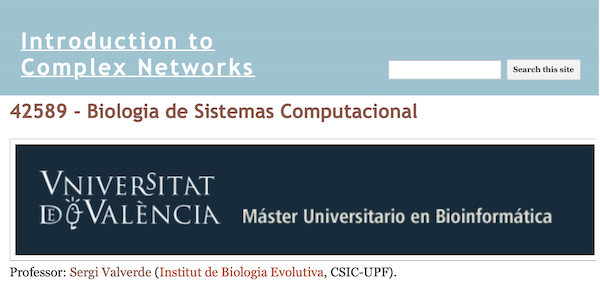 Introduction to
Complex Networks
Search this site
42589 - Biologia de Sistemas Computacional
VNIVERSITAT
DE VALÈNCIA
Máster Universitario en Bioinformática
Professor: Sergi Valverde (Institut de Biologia Evolutiva, CSIC-UPF).